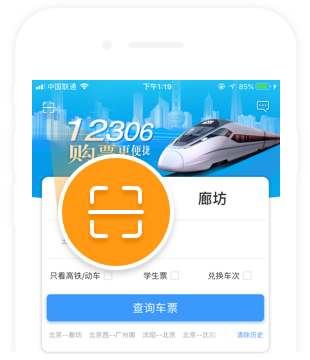 中国联通 下午1:19 85%
12306
购票更便捷
廊坊
只看高铁/动车 学生票 兑换车次
查询车票
北京--廊坊 北京西--广州南 沈阳--北京 北京--沈阳 清除历史